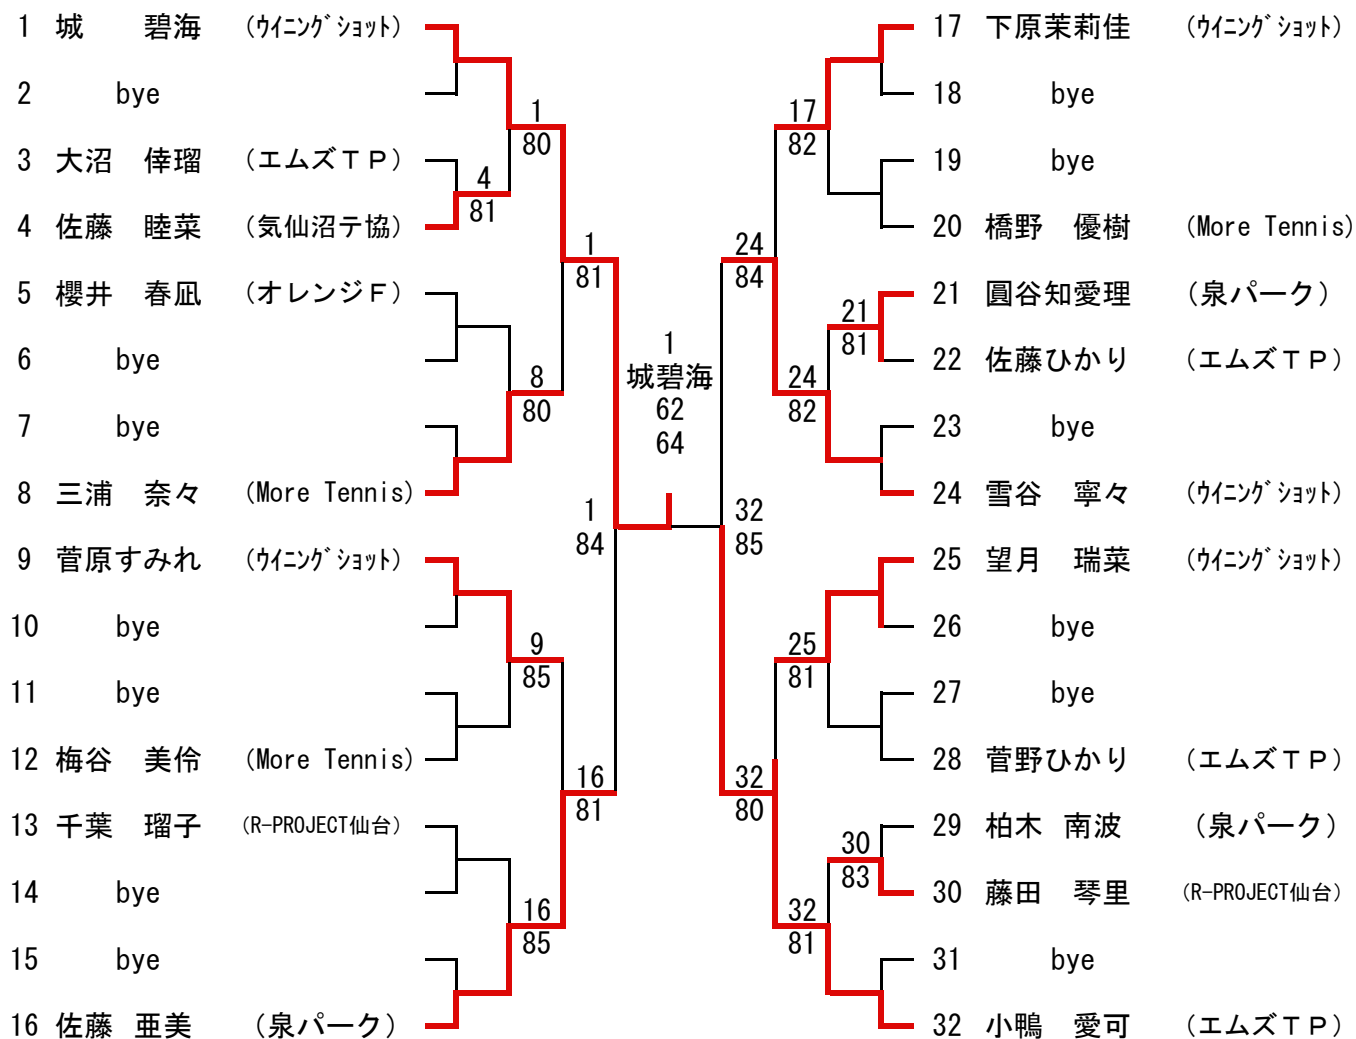 1 城　碧海 （ウイニングショット）
2 bye
3 大沼　倖瑠 （エムズＴＰ）
4 佐藤　睦菜 （気仙沼テ協）
5 櫻井　春凪 （オレンジＦ）
6 bye
7 bye
8 三浦　奈々 (More Tennis)
9 菅原すみれ （ウイニングショット）
10 bye
11 bye
12 梅谷　美伶 (More Tennis)
13 千葉　瑠子 （R-PROJECT仙台）
14 bye
15 bye
16 佐藤 亜美 （泉パーク）
4
81
1
80
8
80
9
85
16
85
1
81
16
81
1
84
1
城碧海
62
64
32
85
24
84
32
80
17
82
24
82
25
81
32
81
21
81
30
83
17 下原茉莉佳 （ウイニングショット）
18 bye
19 bye
20 橋野　優樹 (More Tennis)
21 圓谷知愛理 （泉パーク）
22 佐藤ひかり （エムズＴＰ）
23 bye
24 雪谷　寧々 （ウイニングショット）
25 望月　瑞菜 （ウイニングショット）
26 bye
27 bye
28 菅野ひかり （エムズＴＰ）
29 柏木 南波 （泉パーク）
30 藤田　琴里 （R-PROJECT仙台）
31 bye
32 小鴨　愛可 （エムズＴＰ）